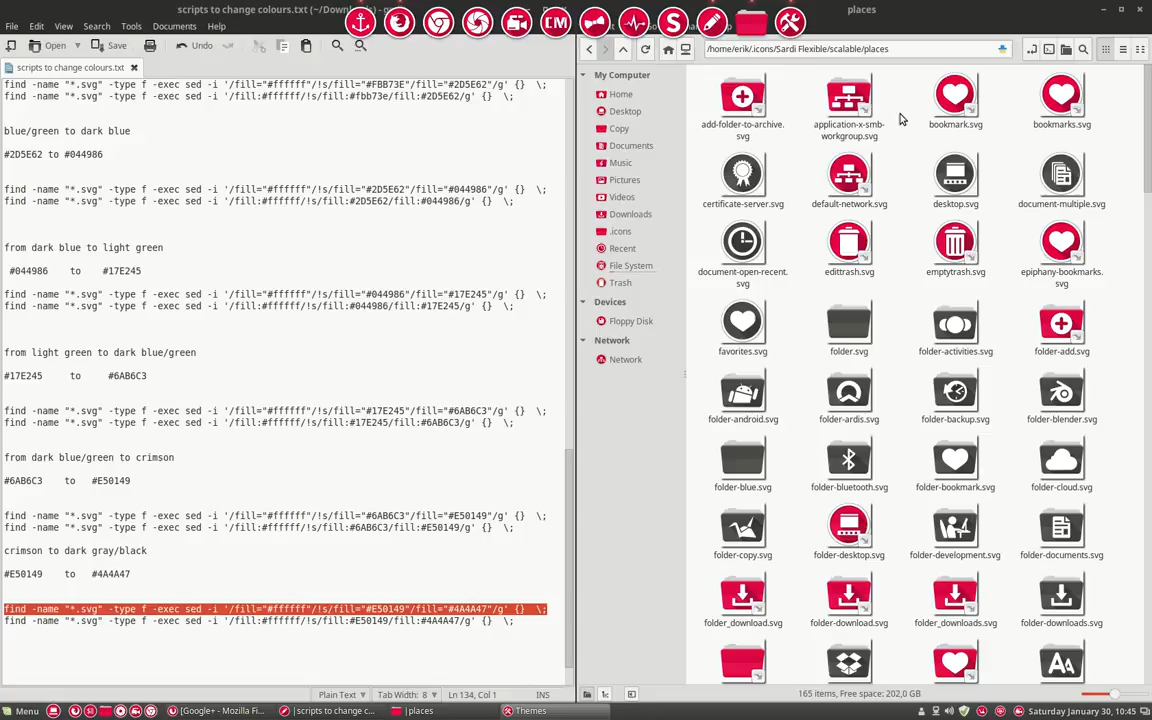 scripts to change colours.txt (~/Down
places
File Edit View Search Tools Documents Help
CM
S
Open Save Undo
/home/erik/.icons/Sardi Flexible/scalable/places
scripts to change colours.txt
find -name "*.svg" -type f -exec sed -i '/fill="#ffffff"/!s/fill="#FBB73E"/fill="#2D5E62"/g' {}  \;
find -name "*.svg" -type f -exec sed -i '/fill:#ffffff/!s/fill:#fbb73e/fill:#2D5E62/g' {}  \;
blue/green to dark blue
#2D5E62 to #044986
find -name "*.svg" -type f -exec sed -i '/fill="#ffffff"/!s/fill="#2D5E62"/fill="#044986"/g' {}  \;
find -name "*.svg" -type f -exec sed -i '/fill:#ffffff/!s/fill:#2D5E62/fill:#044986/g' {}  \;
from dark blue to light green
#044986    to    #17E245
find -name "*.svg" -type f -exec sed -i '/fill="#ffffff"/!s/fill="#044986"/fill="#17E245"/g' {}  \;
find -name "*.svg" -type f -exec sed -i '/fill:#ffffff/!s/fill:#044986/fill:#17E245/g' {}  \;
from light green to dark blue/green
#17E245     to     #6AB6C3
find -name "*.svg" -type f -exec sed -i '/fill="#ffffff"/!s/fill="#17E245"/fill="#6AB6C3"/g' {}  \;
find -name "*.svg" -type f -exec sed -i '/fill:#ffffff/!s/fill:#17E245/fill:#6AB6C3/g' {}  \;
from dark blue/green to crimson
#6AB6C3    to   #E50149
find -name "*.svg" -type f -exec sed -i '/fill="#ffffff"/!s/fill="#6AB6C3"/fill="#E50149"/g' {}  \;
find -name "*.svg" -type f -exec sed -i '/fill:#ffffff/!s/fill:#6AB6C3/fill:#E50149/g' {}  \;
crimson to dark gray/black
#E50149    to   #4A4A47
find -name "*.svg" -type f -exec sed -i '/fill="#ffffff"/!s/fill="#E50149"/fill="#4A4A47"/g' {}  \;
find -name "*.svg" -type f -exec sed -i '/fill:#ffffff/!s/fill:#E50149/fill:#4A4A47/g' {}  \;
Plain Text Tab Width: 8 Ln 134, Col 1 INS
My Computer
Home
Desktop
Copy
Documents
Music
Pictures
Videos
Downloads
.icons
Recent
File System
Trash
Devices
Floppy Disk
Network
Network
add-folder-to-archive.svg
application-x-smb-workgroup.svg
bookmark.svg
bookmarks.svg
certificate-server.svg
default-network.svg
desktop.svg
document-multiple.svg
document-open-recent.svg
edittrash.svg
emptytrash.svg
epiphany-bookmarks.svg
favorites.svg
folder.svg
folder-activities.svg
folder-add.svg
folder-android.svg
folder-ardis.svg
folder-backup.svg
folder-blender.svg
folder-blue.svg
folder-bluetooth.svg
folder-bookmark.svg
folder-cloud.svg
folder-copy.svg
folder-desktop.svg
folder-development.svg
folder-documents.svg
folder_download.svg
folder-download.svg
folder_downloads.svg
folder-downloads.svg
AA
165 items, Free space: 202,0 GB
Menu
[Google+ - Mozilla Fi...
[scripts to change c...
[places
Themes
Saturday January 30, 10:45